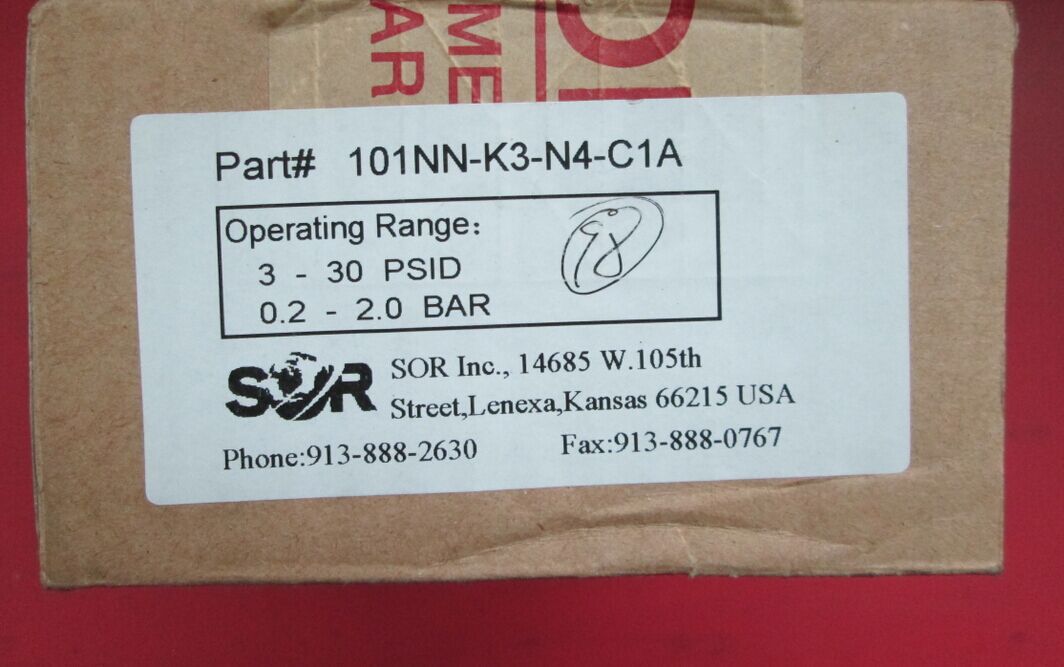 ME
AR
Part# 101NN-K3-N4-C1A
Operating Range:
3 - 30 PSID
0.2 - 2.0 BAR
98
SOR
SOR Inc., 14685 W.105th
Street,Lenexa,Kansas 66215 USA
Phone:913-888-2630 Fax:913-888-0767